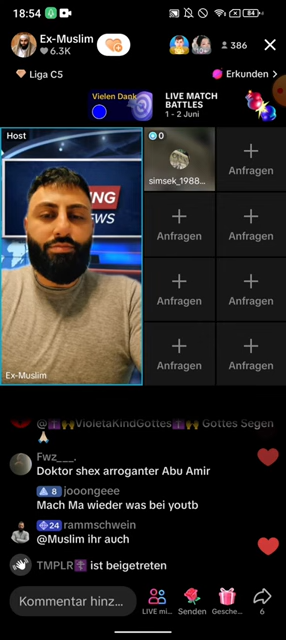 18:54
84
Ex-Muslim
6.3K
386
Liga C5
Erkunden >
Vielen Dank
LIVE MATCH
BATTLES
1 - 2 Juni
Host
NG
NEWS
Ex-Muslim
0
simsek_1988...
Anfragen
Anfragen
Anfragen
Anfragen
Anfragen
Anfragen
Anfragen
@✝️🙌VioletaKindGottes✝️🙌 Gottes Segen
🙏🏻
Fwz___.
Doktor shex arroganter Abu Amir
8 jooongeee
Mach Ma wieder was bei youtb
24 rammschwein
@Muslim ihr auch
TMPLR✝️ ist beigetreten
Kommentar hinz...
LIVE mi...
Senden
Gesche...
6